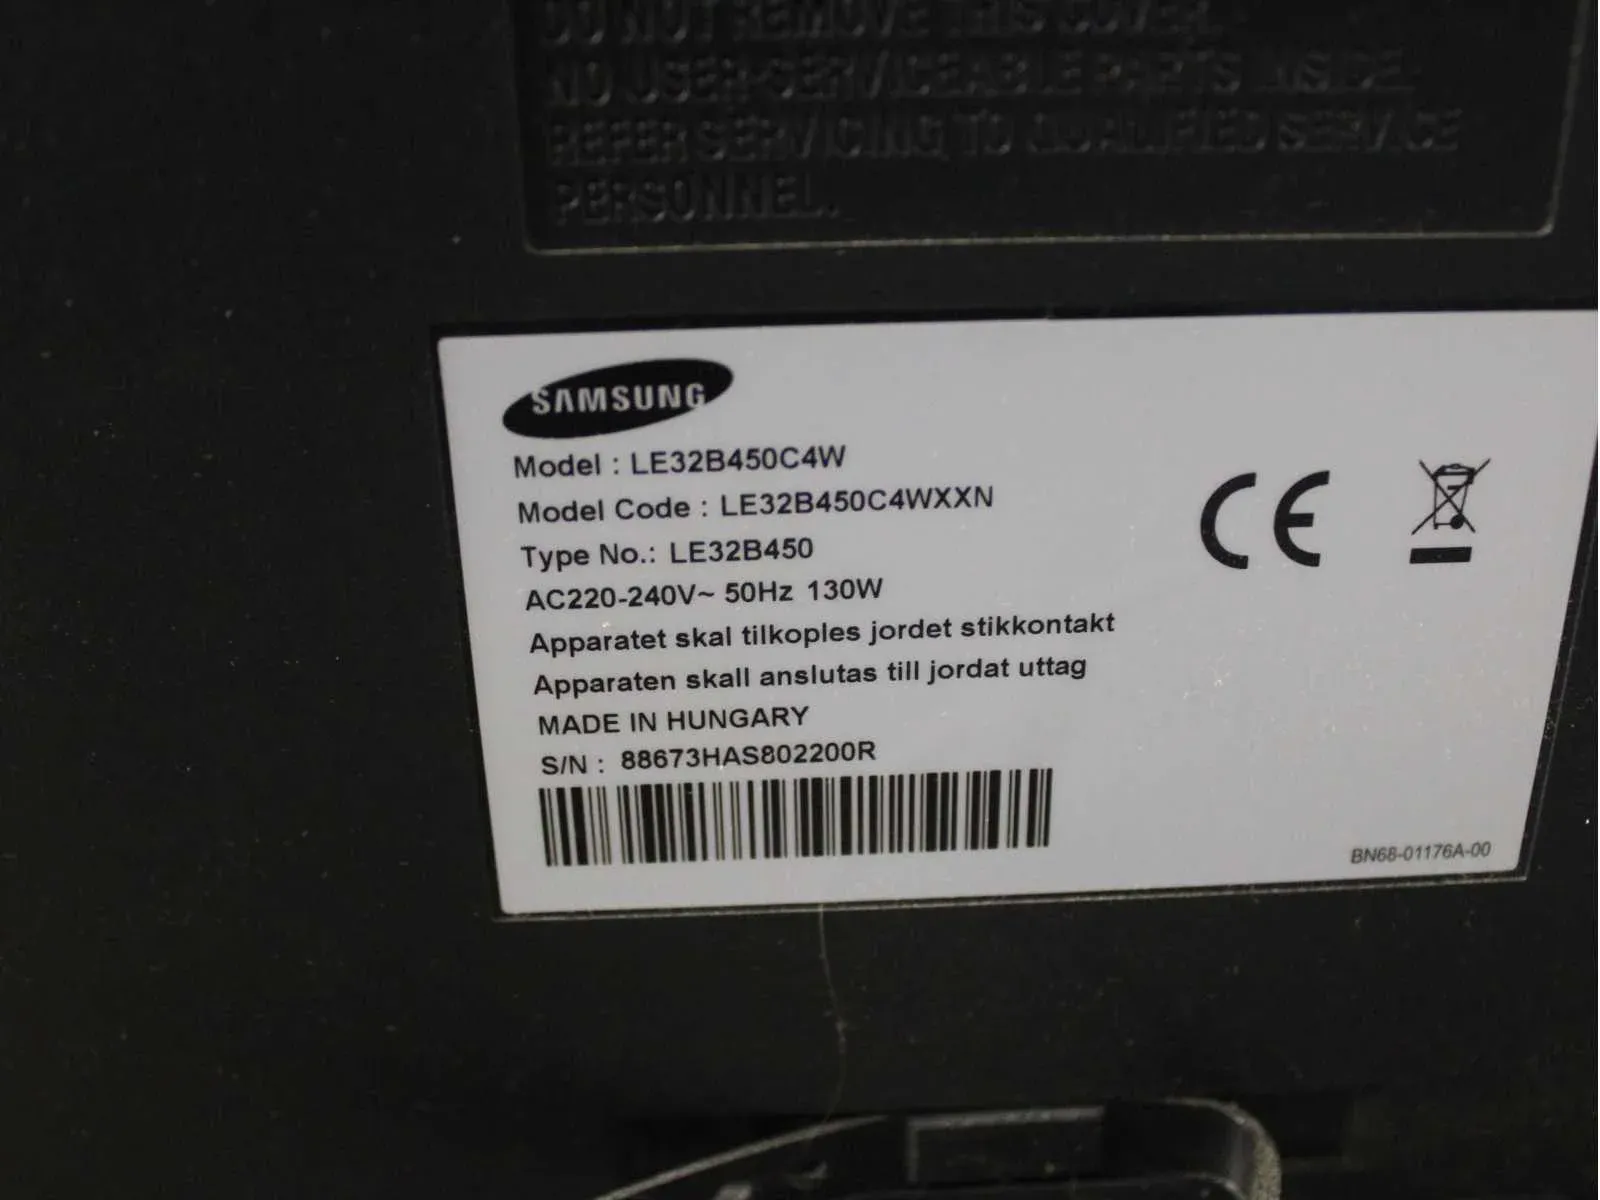 DO NOT REMOVE THIS COVER.
NO USER-SERVICEABLE PARTS INSIDE.
REFER SERVICING TO QUALIFIED SERVICE
PERSONNEL.
SAMSUNG
Model : LE32B450C4W
Model Code : LE32B450C4WXXN
Type No.: LE32B450
AC220-240V~ 50Hz 130W
Apparatet skal tilkoples jordet stikkontakt
Apparaten skall anslutas till jordat uttag
MADE IN HUNGARY
S/N : 88673HAS802200R
CE
BN68-01176A-00